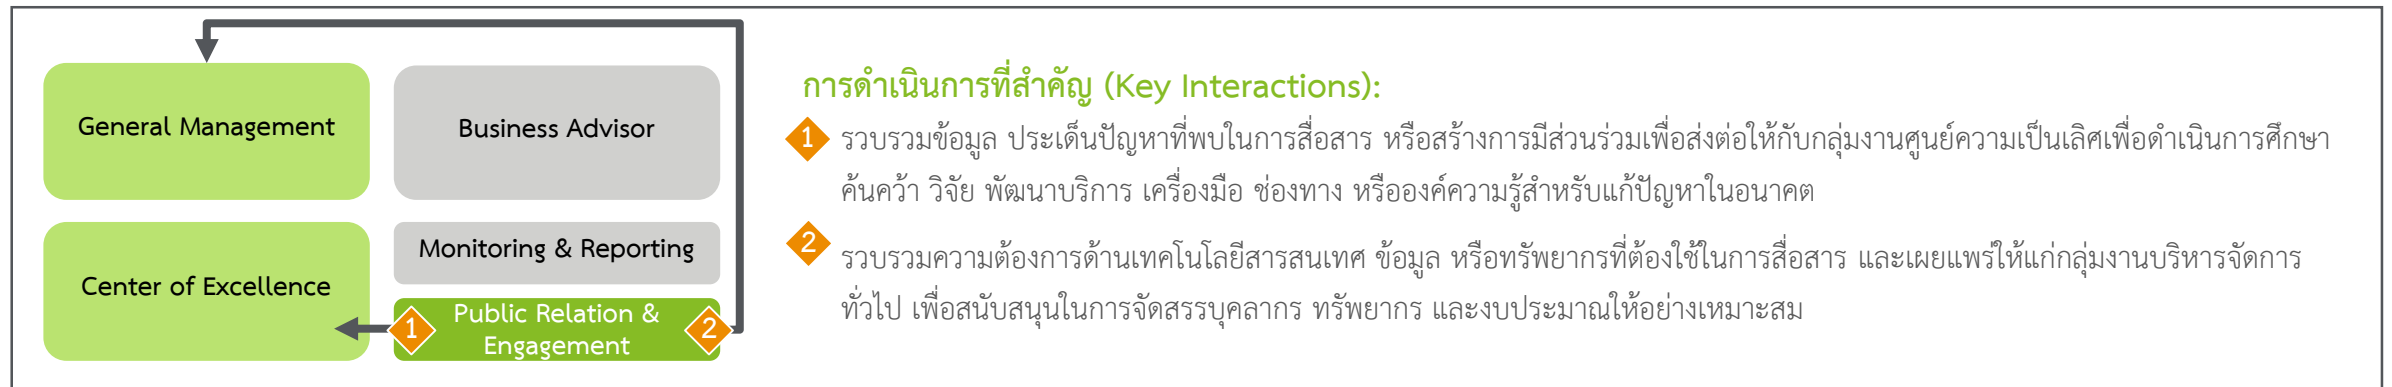 General Management
Business Advisor
Center of Excellence
Monitoring & Reporting
1
Public Relation &
Engagement
2
การดำเนินการที่สำคัญ (Key Interactions):
1 รวบรวมข้อมูล ประเด็นปัญหาที่พบในการสื่อสาร หรือสร้างการมีส่วนร่วมเพื่อส่งต่อให้กับกลุ่มงานศูนย์ความเป็นเลิศเพื่อดำเนินการศึกษา
ค้นคว้า วิจัย พัฒนาบริการ เครื่องมือ ช่องทาง หรือองค์ความรู้สำหรับแก้ปัญหาในอนาคต
2 รวบรวมความต้องการด้านเทคโนโลยีสารสนเทศ ข้อมูล หรือทรัพยากรที่ต้องใช้ในการสื่อสาร และเผยแพร่ให้แก่กลุ่มงานบริหารจัดการ
ทั่วไป เพื่อสนับสนุนในการจัดสรรบุคลากร ทรัพยากร และงบประมาณให้อย่างเหมาะสม